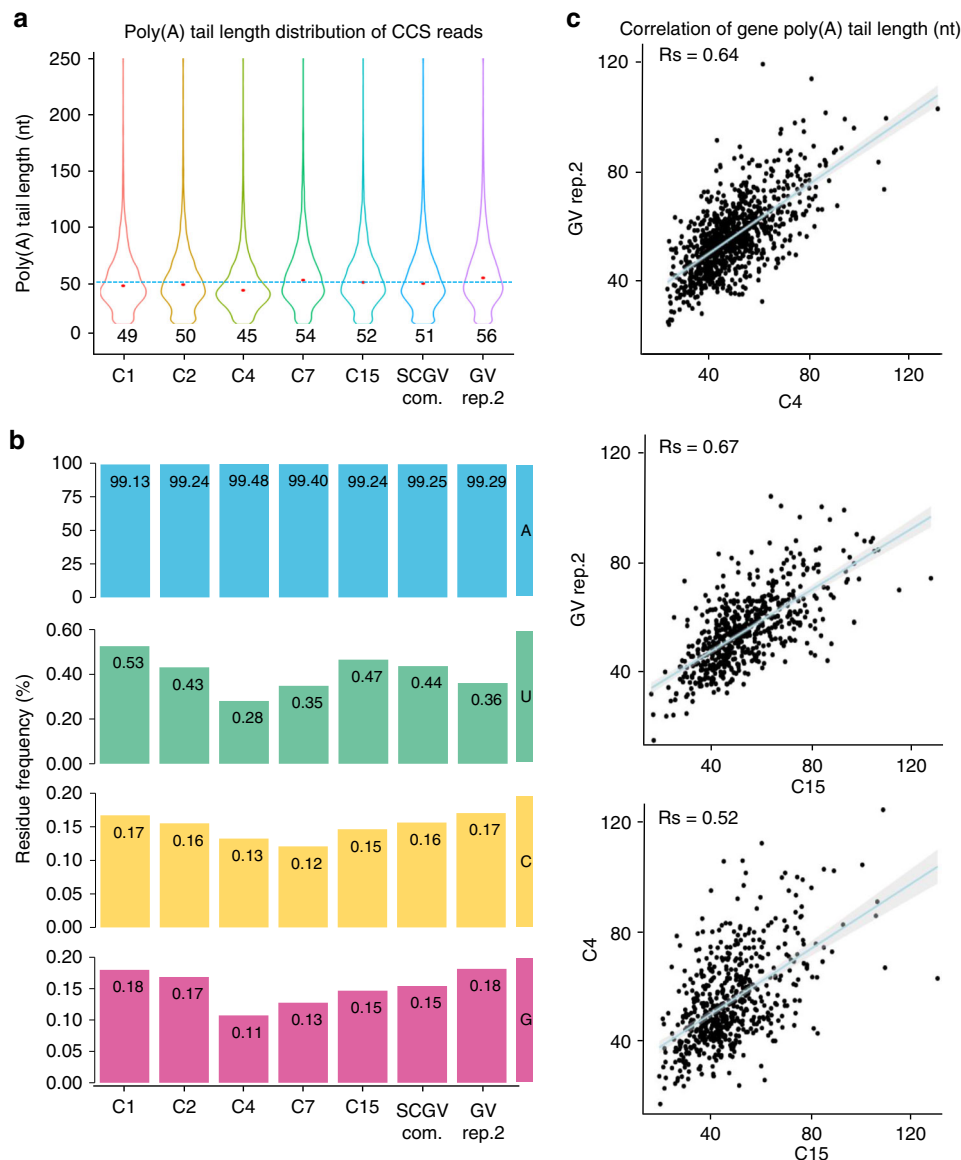 a
Poly(A) tail length distribution of CCS reads
Poly(A) tail length (nt)
250
200
150
100
50
0
49 50 45 54 52 51 56
C1 C2 C4 C7 C15 SCGV com. GV rep.2
b
Residue frequency (%)
100
75
50
25
0
99.13 99.24 99.48 99.40 99.24 99.25 99.29
A
0.60
0.40
0.20
0.00
0.53 0.43 0.28 0.35 0.47 0.44 0.36
U
0.20
0.15
0.10
0.05
0.00
0.17 0.16 0.13 0.12 0.15 0.16 0.17
C
0.20
0.15
0.10
0.05
0.00
0.18 0.17 0.11 0.13 0.15 0.15 0.18
G
C1 C2 C4 C7 C15 SCGV com. GV rep.2
c
Correlation of gene poly(A) tail length (nt)
Rs = 0.64
GV rep.2
120
80
40
40 80 120
C4
Rs = 0.67
GV rep.2
120
80
40
40 80 120
C15
Rs = 0.52
C4
120
80
40
40 80 120
C15